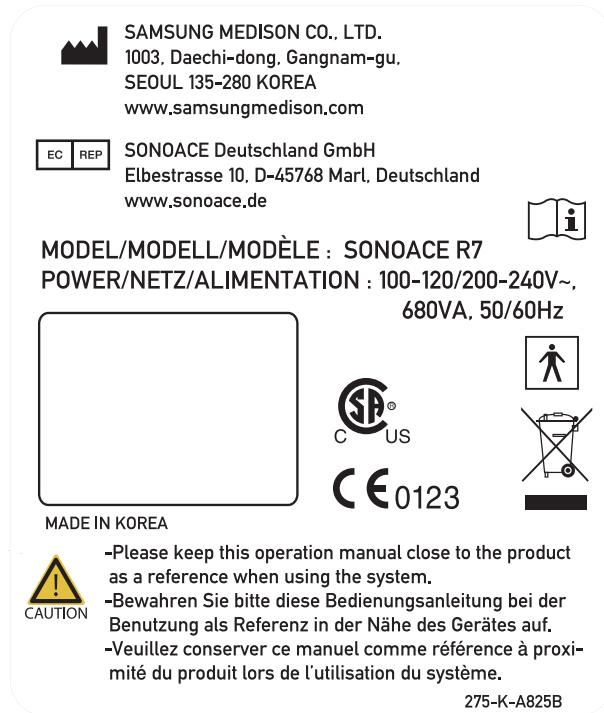 SAMSUNG MEDISON CO., LTD.
1003, Daechi-dong, Gangnam-gu,
SEOUL 135-280 KOREA
www.samsungmedison.com
EC REP
SONOACE Deutschland GmbH
Elbestrasse 10, D-45768 Marl, Deutschland
www.sonoace.de
i
MODEL/MODELL/MODÈLE : SONOACE R7
POWER/NETZ/ALIMENTATION : 100-120/200-240V~,
680VA, 50/60Hz
SA ®
C US
CE 0123
MADE IN KOREA
CAUTION
-Please keep this operation manual close to the product
as a reference when using the system.
-Bewahren Sie bitte diese Bedienungsanleitung bei der
Benutzung als Referenz in der Nähe des Gerätes auf.
-Veuillez conserver ce manuel comme référence à proxi-
mité du produit lors de l'utilisation du système.
275-K-A825B